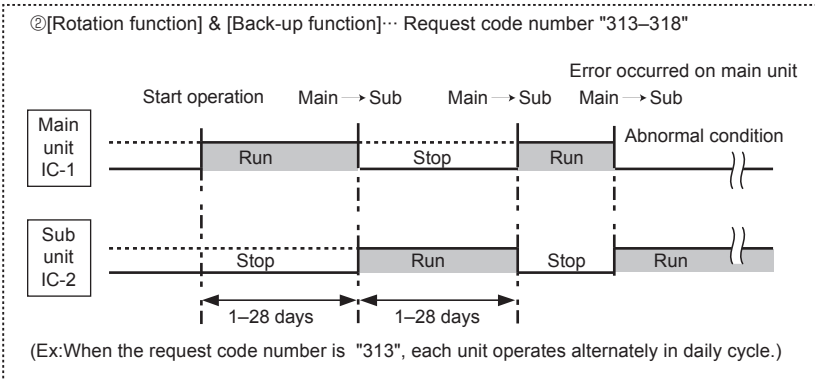 ②[Rotation function] & [Back-up function]··· Request code number "313–318"
Error occurred on main unit
Start operation
Main → Sub
Main → Sub
Main → Sub
Main
unit
IC-1
Run
Stop
Run
Abnormal condition
Sub
unit
IC-2
Stop
Run
Stop
Run
1–28 days
1–28 days
(Ex:When the request code number is "313", each unit operates alternately in daily cycle.)